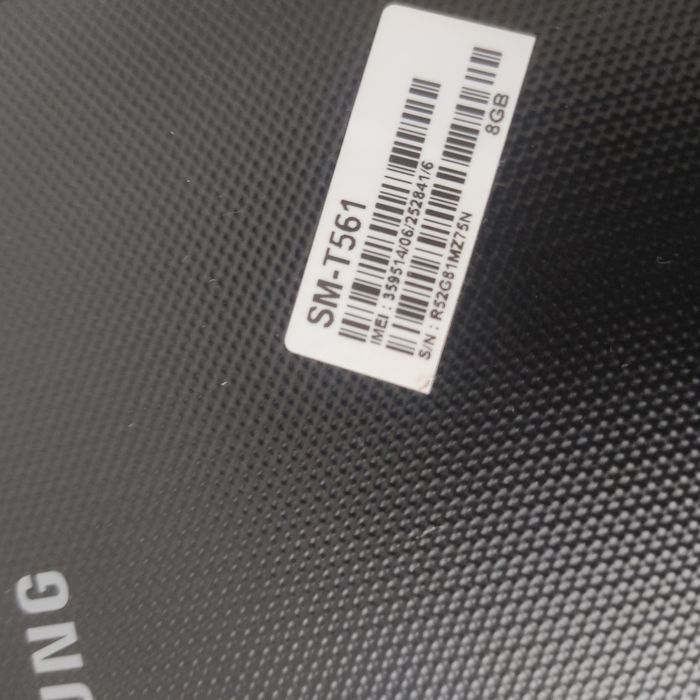 SM-T561
IMEI : 359514/06/252841/6
S/N : R52G81MZ75N
8GB
UNG